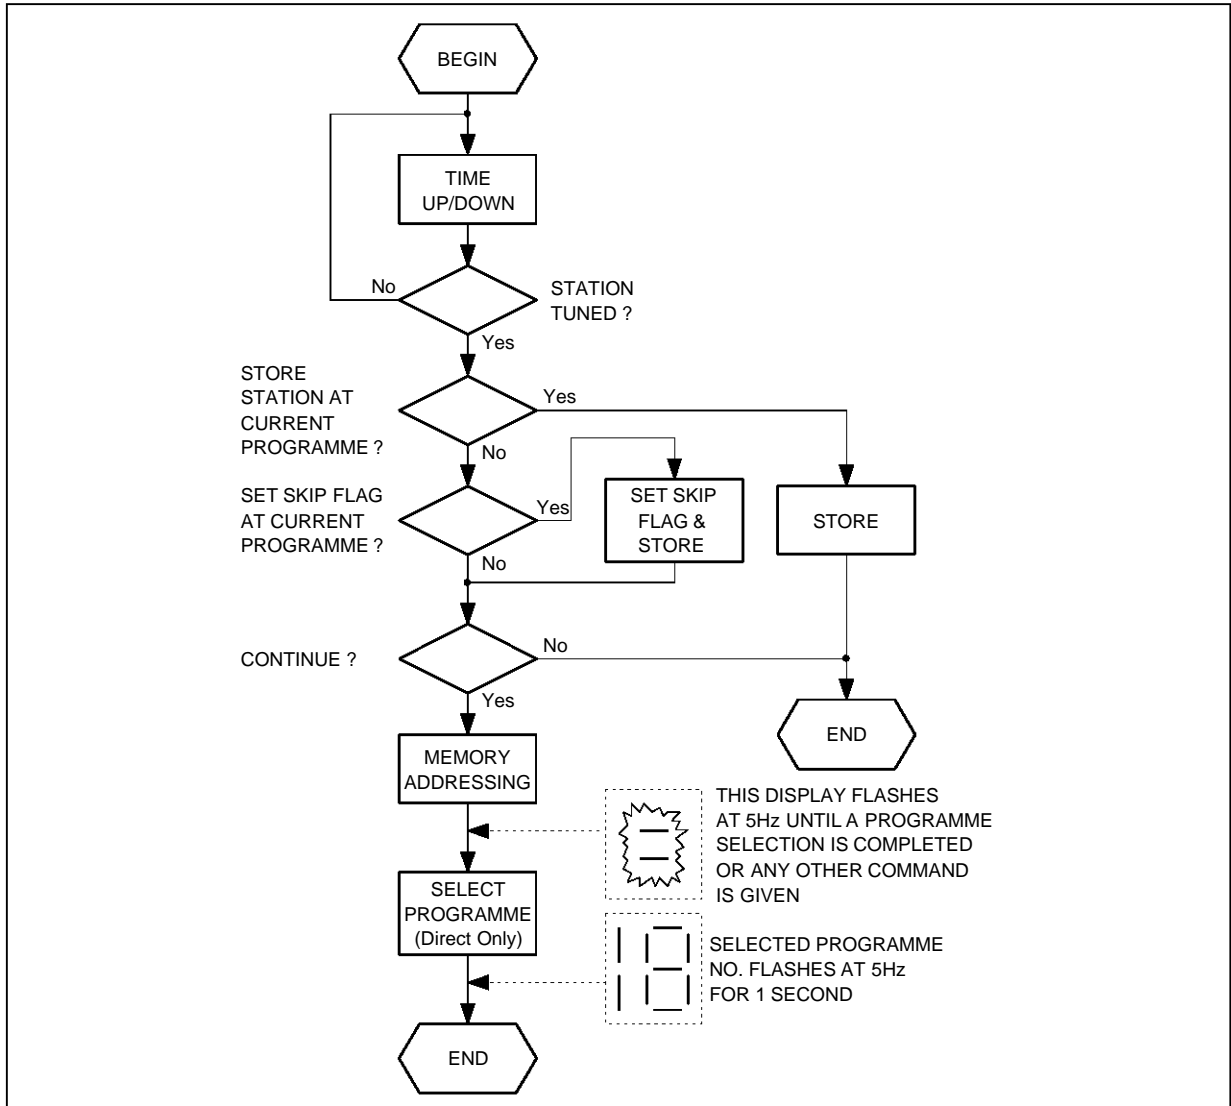 BEGIN
TIME
UP/DOWN
No
STATION
TUNED ?
Yes
STORE
STATION AT
CURRENT
PROGRAMME ?
Yes
No
SET SKIP FLAG
AT CURRENT
PROGRAMME ?
Yes
No
SET SKIP
FLAG &
STORE
STORE
CONTINUE ?
No
Yes
END
MEMORY
ADDRESSING
THIS DISPLAY FLASHES
AT 5Hz UNTIL A PROGRAMME
SELECTION IS COMPLETED
OR ANY OTHER COMMAND
IS GIVEN
SELECT
PROGRAMME
(Direct Only)
18
SELECTED PROGRAMME
NO. FLASHES AT 5Hz
FOR 1 SECOND
END